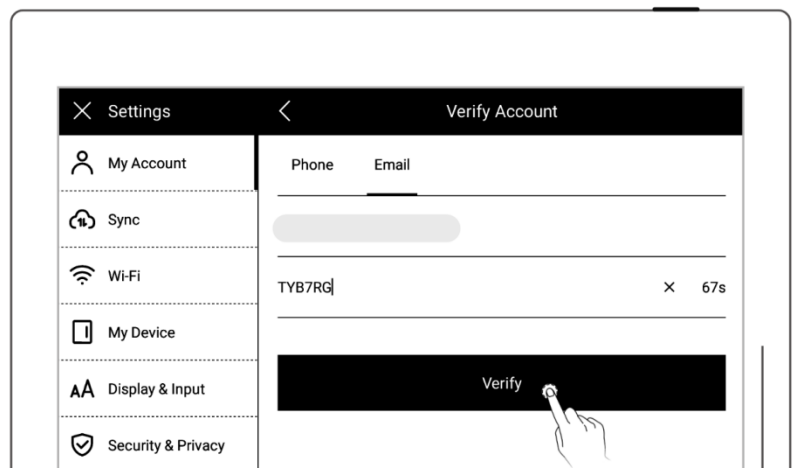 Settings
Verify Account
My Account
Phone
Email
Sync
TYB7RG
67s
Wi-Fi
My Device
Display & Input
Verify
AA
Security & Privacy